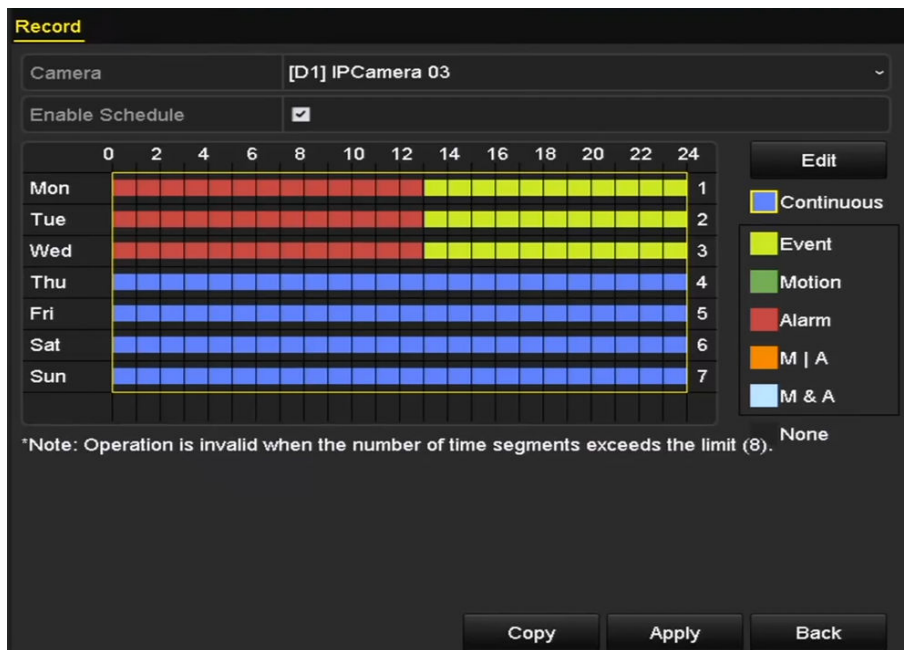 Record
Camera [D1] IPCamera 03
Enable Schedule
0 2 4 6 8 10 12 14 16 18 20 22 24 Edit
Mon 1 Continuous
Tue 2
Wed 3 Event
Thu 4 Motion
Fri 5 Alarm
Sat 6 M | A
Sun 7 M & A
None
*Note: Operation is invalid when the number of time segments exceeds the limit (8).
Copy Apply Back